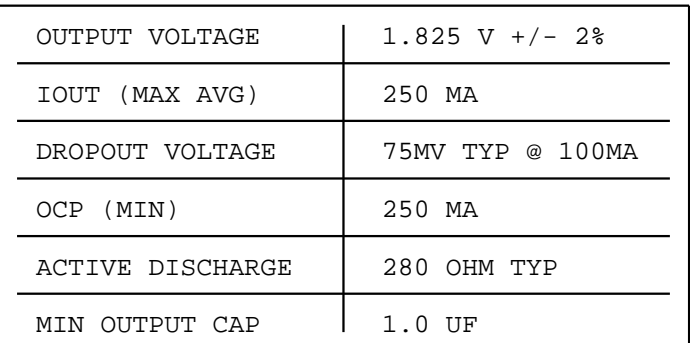 OUTPUT VOLTAGE 1.825 V +/- 2%
IOUT (MAX AVG) 250 MA
DROPOUT VOLTAGE 75MV TYP @ 100MA
OCP (MIN) 250 MA
ACTIVE DISCHARGE 280 OHM TYP
MIN OUTPUT CAP 1.0 UF